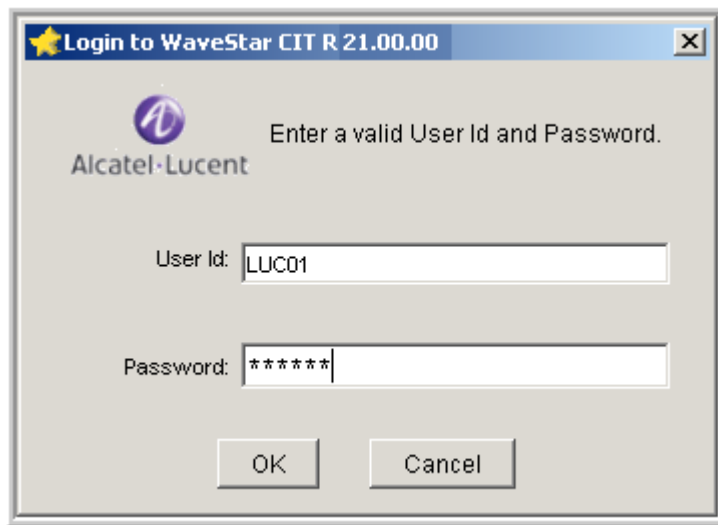 Login to WaveStar CIT R 21.00.00
Enter a valid User Id and Password.
Alcatel·Lucent
User Id: LUC01
Password: ******
OK Cancel